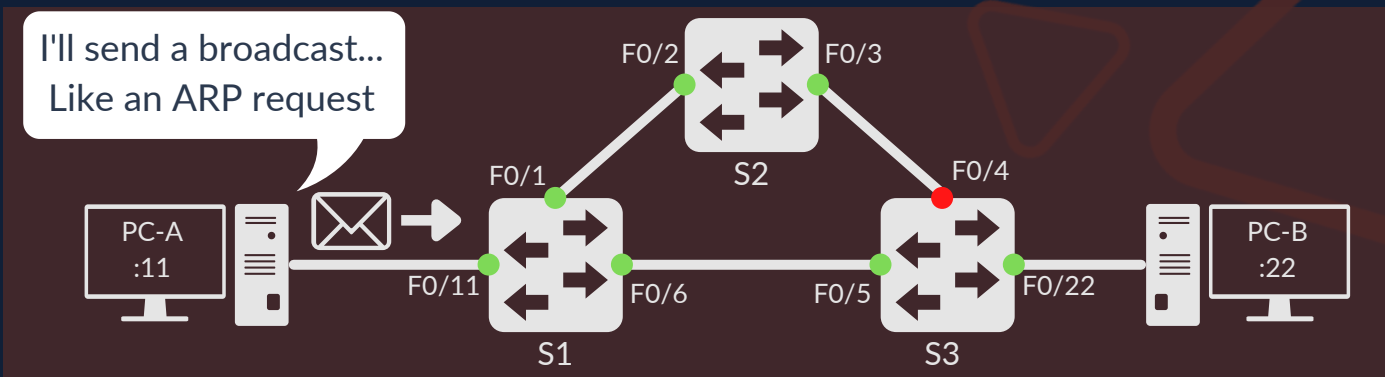 I'll send a broadcast...
Like an ARP request
F0/2
F0/3
S2
F0/1
F0/4
PC-A
:11
PC-B
:22
F0/11
F0/6
F0/5
F0/22
S1
S3